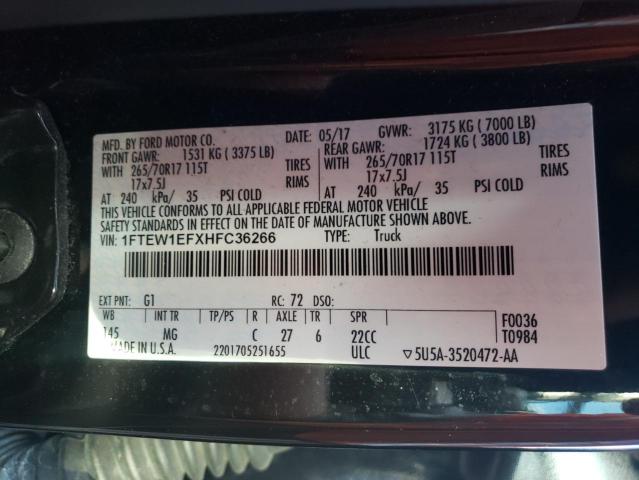 MFD. BY FORD MOTOR CO. DATE: 05/17 GVWR: 3175 KG ( 7000 LB)
FRONT GAWR: 1531 KG ( 3375 LB) REAR GAWR: 1724 KG ( 3800 LB)
WITH 265/70R17 115T TIRES WITH 265/70R17 115T TIRES
17x7.5J RIMS 17x7.5J RIMS
AT 240 kPa/ 35 PSI COLD AT 240 kPa/ 35 PSI COLD
THIS VEHICLE CONFORMS TO ALL APPLICABLE FEDERAL MOTOR VEHICLE
SAFETY STANDARDS IN EFFECT ON THE DATE OF MANUFACTURE SHOWN ABOVE.
VIN: 1FTEW1EFXHFC36266 TYPE: Truck
EXT PNT: G1 RC: 72 DSO:
WB INT TR TP/PS R AXLE TR SPR F0036
145 MG C 27 6 22CC T0984
MADE IN U.S.A. 2201705251655 ULC ▽5U5A-3520472-AA